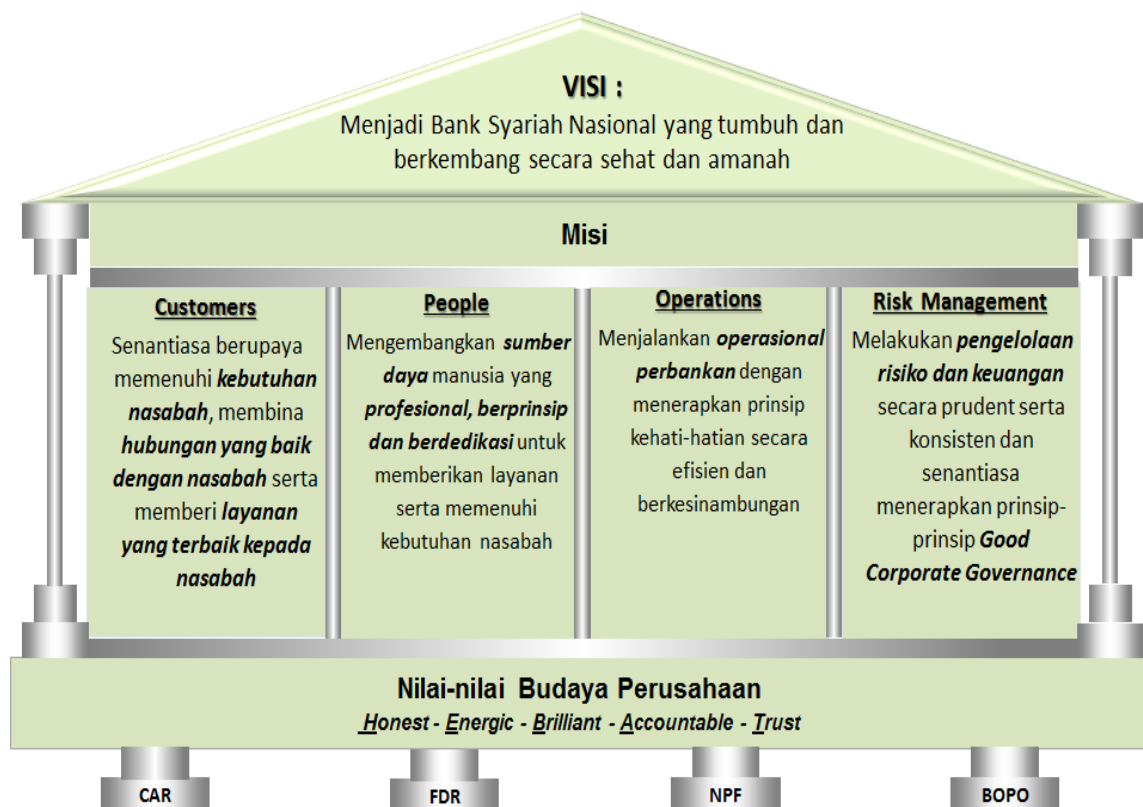 VISI :
Menjadi Bank Syariah Nasional yang tumbuh dan
berkembang secara sehat dan amanah
Misi
Customers
Senantiasa berupaya
memenuhi kebutuhan
nasabah, membina
hubungan yang baik
dengan nasabah serta
memberi layanan
yang terbaik kepada
nasabah
People
Mengembangkan sumber
daya manusia yang
profesional, berprinsip
dan berdedikasi untuk
memberikan layanan
serta memenuhi
kebutuhan nasabah
Operations
Menjalankan operasional
perbankan dengan
menerapkan prinsip
kehati-hatian secara
efisien dan
berkesinambungan
Risk Management
Melakukan pengelolaan
risiko dan keuangan
secara prudent serta
konsisten dan
senantiasa
menerapkan prinsip-
prinsip Good
Corporate Governance
Nilai-nilai Budaya Perusahaan
Honest - Energic - Brilliant - Accountable - Trust
CAR
FDR
NPF
BOPO